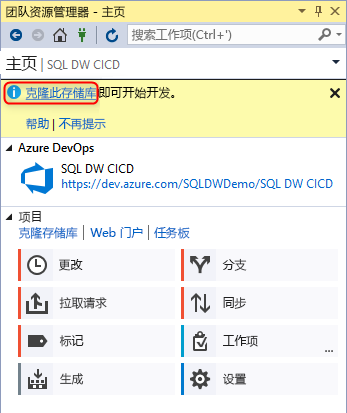 团队资源管理器 - 主页
搜索工作项(Ctrl+')
主页 | SQL DW CICD
克隆此存储库即可开始开发。
帮助 | 不再提示
Azure DevOps
SQL DW CICD
https://dev.azure.com/SQLDWDemo/SQL DW CICD
项目
克隆存储库 | Web 门户 | 任务板
更改 分支
拉取请求 同步
标记 工作项 ...
生成 设置